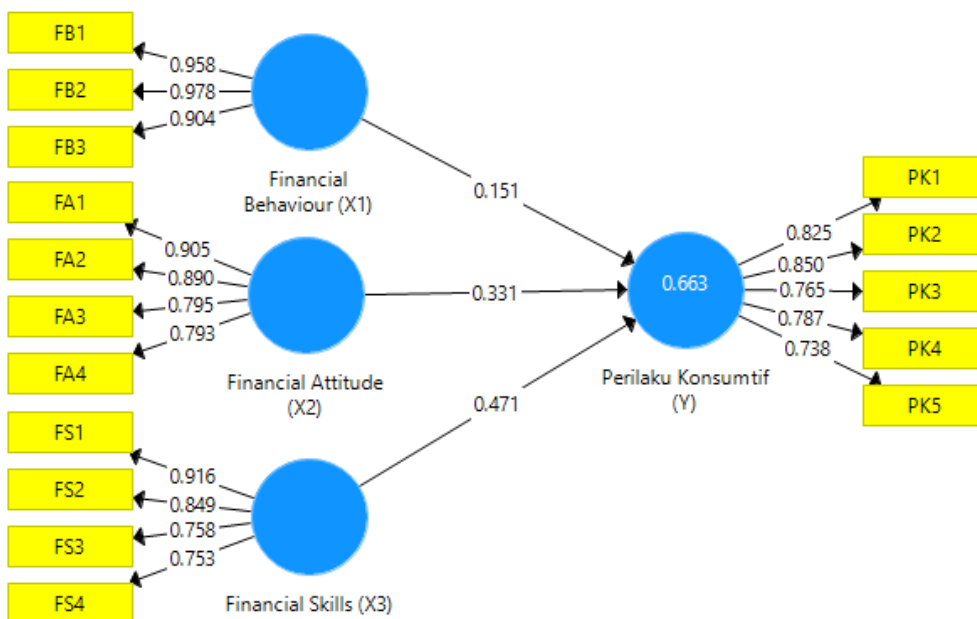 FB1
0.958
FB2
0.978
0.904
FB3
Financial
Behaviour (X1)
0.151
FA1
0.905
FA2
0.890
0.795
FA3
0.793
FA4
Financial Attitude
(X2)
0.331
FS1
0.916
FS2
0.849
0.758
FS3
0.753
FS4
Financial Skills (X3)
0.471
0.663
Perilaku Konsumtif
(Y)
PK1
0.825
PK2
0.850
0.765
PK3
0.787
PK4
0.738
PK5